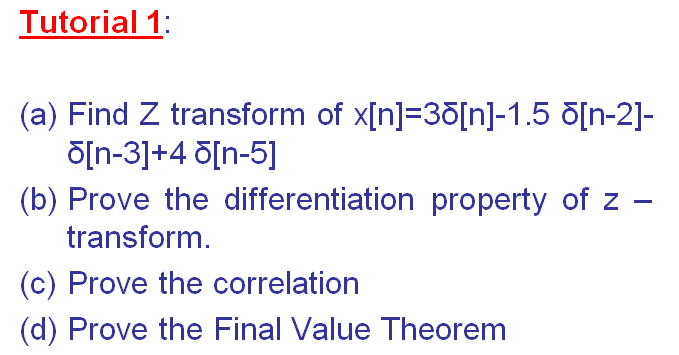 Tutorial 1:
(a) Find Z transform of x[n]=3δ[n]-1.5 δ[n-2]-
δ[n-3]+4 δ[n-5]
(b) Prove the differentiation property of z –
transform.
(c) Prove the correlation
(d) Prove the Final Value Theorem